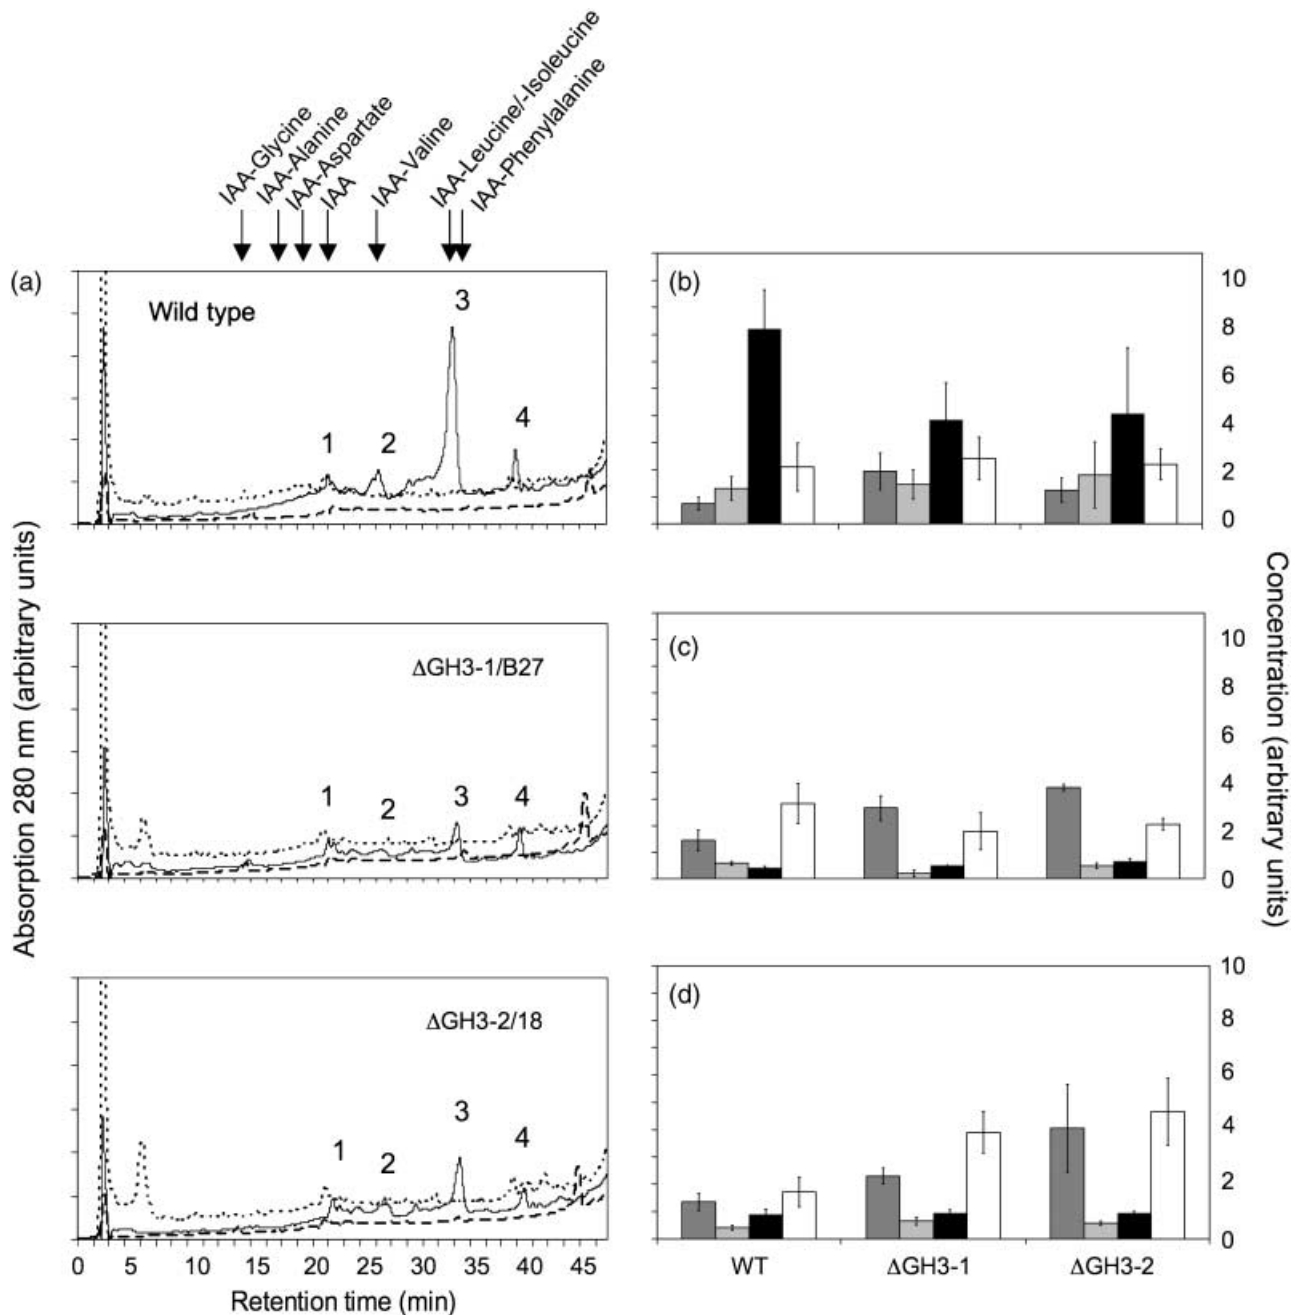 IAA-Glycine
IAA-Alanine
IAA-Aspartate
IAA
IAA-Valine
IAA-Leucine/-Isoleucine
IAA-Phenylalanine
(a)
Wild type
1
2
3
4
(b)
10
8
6
4
2
0
ΔGH3-1/B27
1
2
3
4
(c)
10
8
6
4
2
0
ΔGH3-2/18
1
2
3
4
(d)
10
8
6
4
2
0
Absorption 280 nm (arbitrary units)
Concentration (arbitrary units)
0 5 10 15 20 25 30 35 40 45
Retention time (min)
WT ΔGH3-1 ΔGH3-2